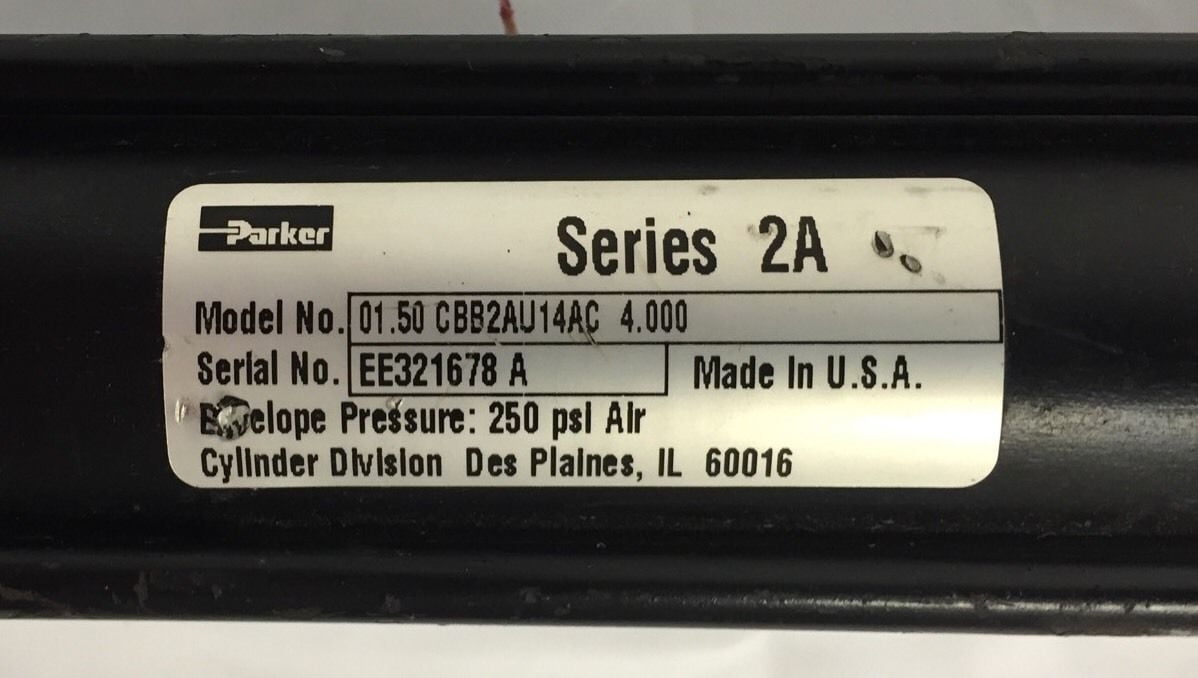 Parker
Series 2A
Model No. 01.50 CBB2AU14AC 4.000
Serial No. EE321678 A Made In U.S.A.
Envelope Pressure: 250 psi Air
Cylinder Division Des Plaines, IL 60016